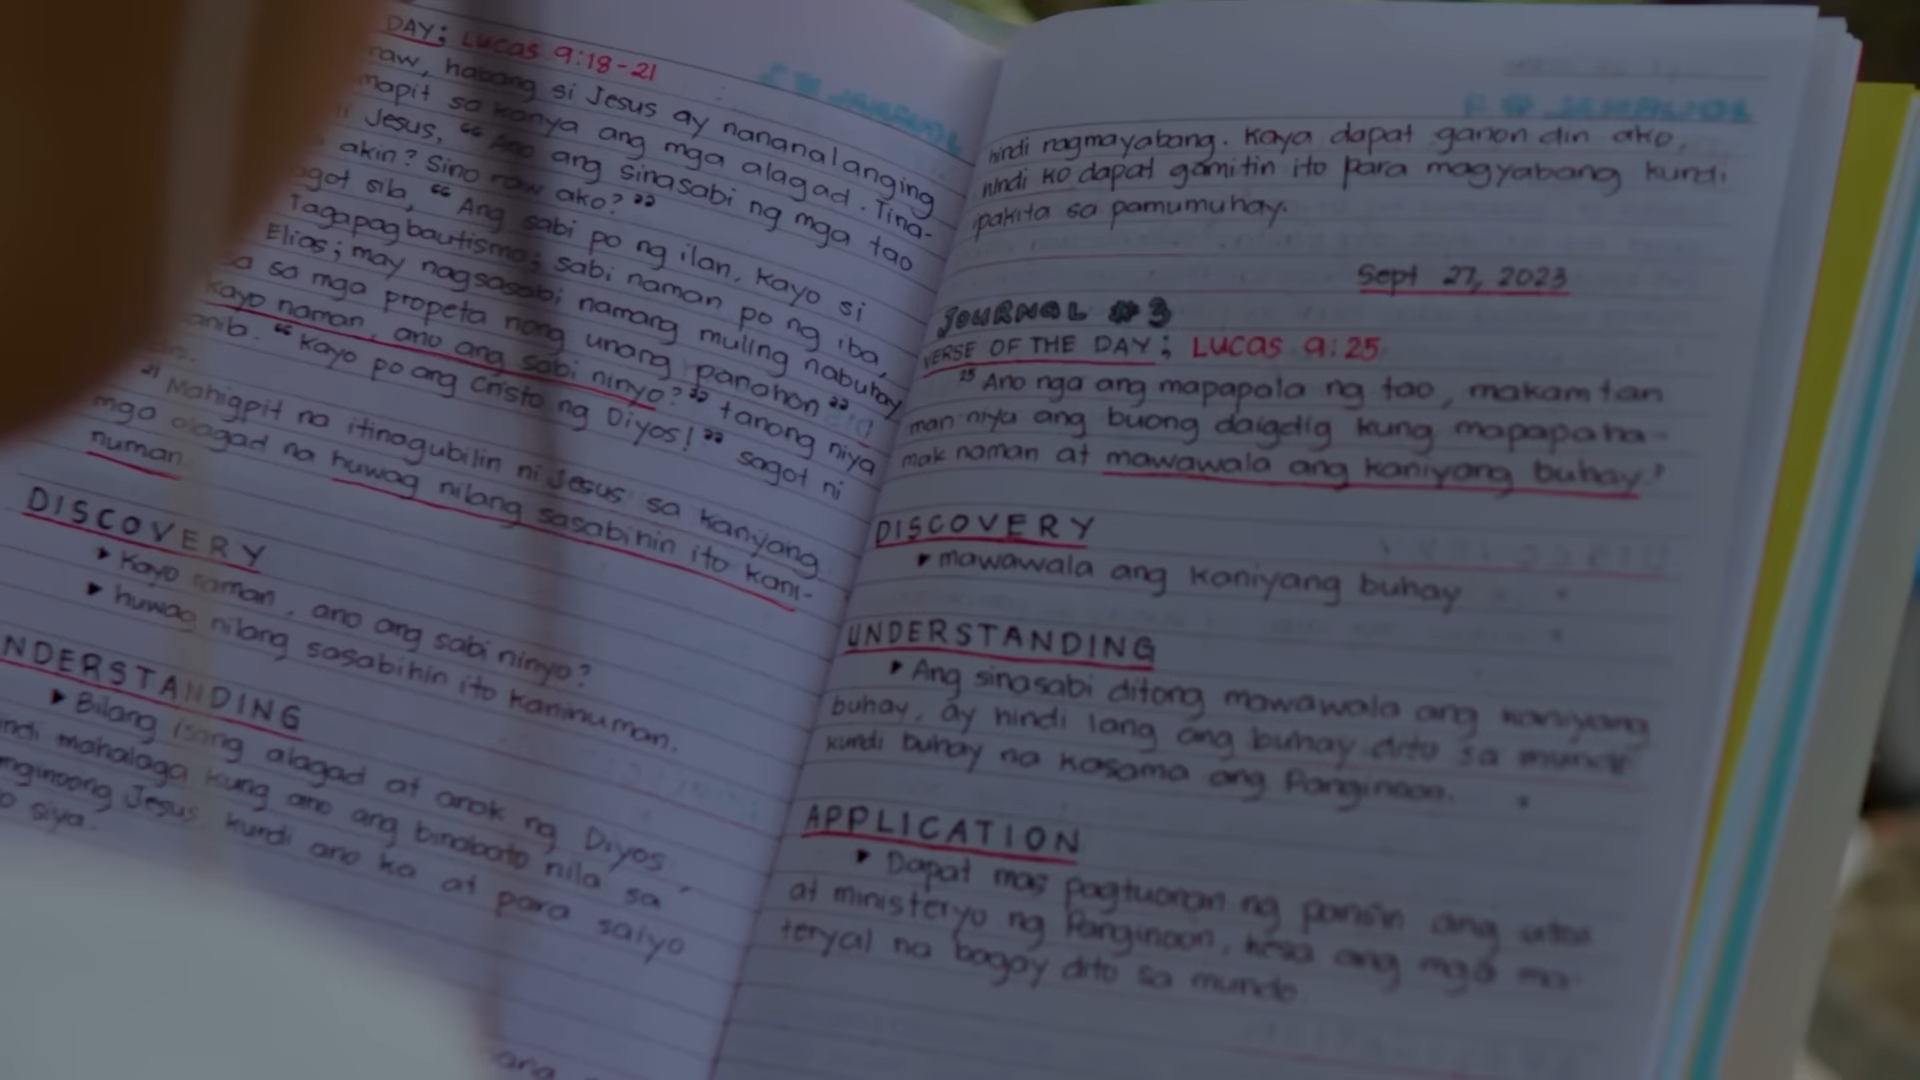 DAY; Lucas 9:18-21
raw, habang si Jesus ay nananalanging
mapit sa kanya ang mga alagad. Tina-
Jesus, “Ano ang sinasabi ng mga tao
akin? Sino raw ako?”
got sila, “Ang sabi po ng ilan, kayo si
Tagapagbautismo; sabi naman po ng iba,
Elias; may nagsasabi namang muling nabuhay
sa mga propeta nong unang panahon”
Kayo naman, ano ang sabi ninyo?” tanong niya
“Kayo po ang Cristo ng Diyos!” sagot ni
21 Mahigpit na itinagubilin ni Jesus sa kanyang
mga alagad na huwag nilang sasabihin ito kani-
numan.
DISCOVERY
▸ Kayo naman, ano ang sabi ninyo?
▸ huwag nilang sasabihin ito kaninuman.
NDERSTANDING
▸ Bilang isang alagad at anak ng Diyos,
indi mahalaga kung ano ang binabato nila sa
nginoong Jesus kundi ano ka at para saiyo
siya.
ang
hindi nagmayabang. Kaya dapat ganon din ako,
hindi ko dapat gamitin ito para magyabang kundi
ipakita sa pamumuhay.
Sept 27, 2023
JOURNAL #3
VERSE OF THE DAY; LUCAS 9:25
25 Ano nga ang mapapala ng tao, makamtan
man niya ang buong daigdig kung mapapaha-
mak naman at mawawala ang kaniyang buhay?
DISCOVERY
▸ mawawala ang kaniyang buhay
UNDERSTANDING
▸ Ang sinasabi ditong mawawala ang kaniyang
buhay, ay hindi lang ang buhay dito sa mundo
kundi buhay na kasama ang Panginoon.
APPLICATION
▸ Dapat mas pagtuonan ng pansin ang
at ministeryo ng Panginoon, kesa ang mga ma-
teryal na bagay dito sa mundo